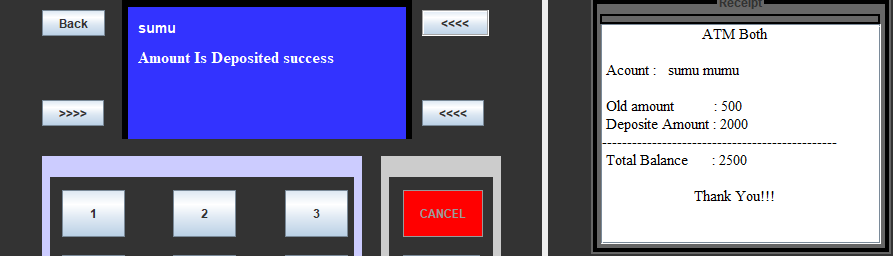 Back
sumu
Amount Is Deposited success
<<<<
>>>>
<<<<
1
2
3
CANCEL
Receipt
ATM Both
Acount : sumu mumu
Old amount : 500
Deposite Amount : 2000
----------------------------------------------
Total Balance : 2500
Thank You!!!